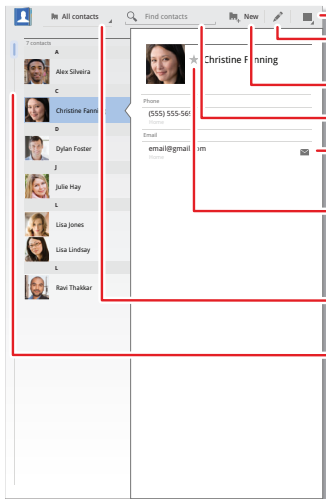 All contacts
Find contacts
New
7 contacts
A
Alex Silveira
C
Christine Fanni
D
Dylan Foster
J
Julie Hay
L
Lisa Jones
Lisa Lindsay
L
Ravi Thakkar
Christine F nning
Phone
(555) 555-56
Home
Email
email@gmail. om
Home